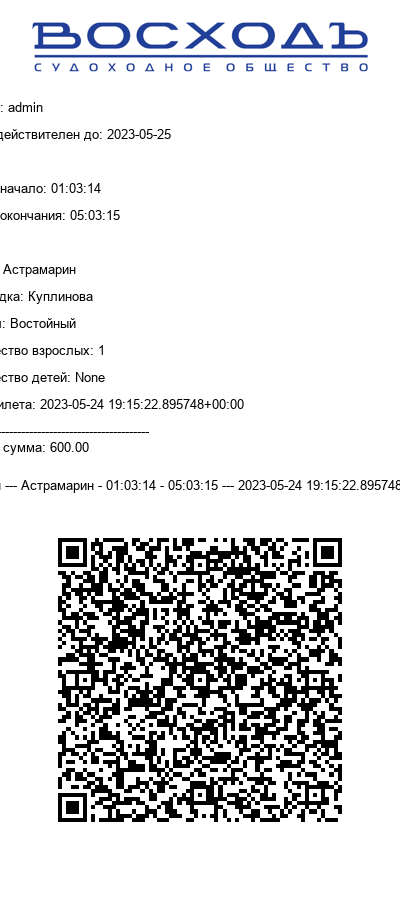 ВОСХОДЪ
СУДОХОДНОЕ ОБЩЕСТВО
: admin
действителен до: 2023-05-25
начало: 01:03:14
окончания: 05:03:15
Астрамарин
дка: Куплинова
: Востойный
ество взрослых: 1
ество детей: None
илета: 2023-05-24 19:15:22.895748+00:00
--------------------------------------
сумма: 600.00
--- Астрамарин - 01:03:14 - 05:03:15 --- 2023-05-24 19:15:22.895748